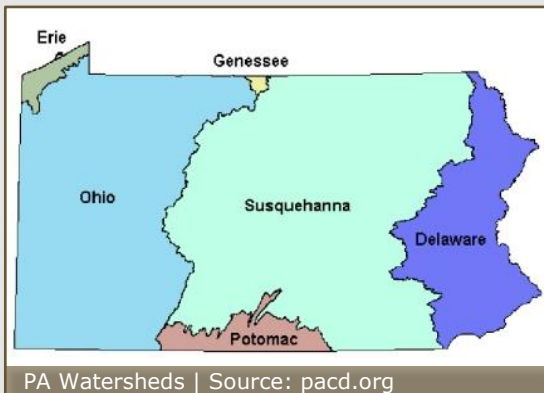 Erie
Genessee
Ohio
Susquehanna
Delaware
Potomac
PA Watersheds | Source: pacd.org